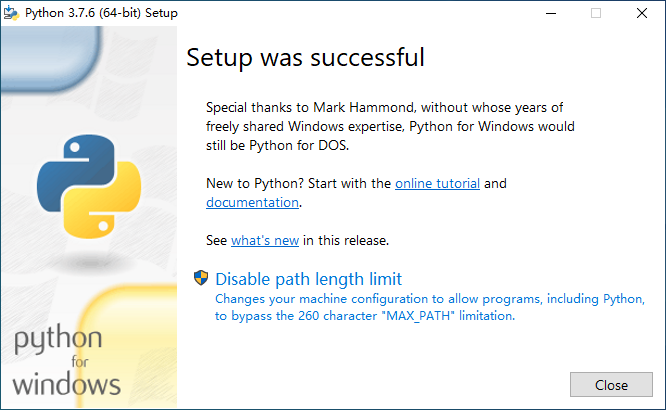 Python 3.7.6 (64-bit) Setup
Setup was successful
Special thanks to Mark Hammond, without whose years of
freely shared Windows expertise, Python for Windows would
still be Python for DOS.
New to Python? Start with the online tutorial and
documentation.
See what's new in this release.
Disable path length limit
Changes your machine configuration to allow programs, including Python,
to bypass the 260 character "MAX_PATH" limitation.
python
for
windows
Close